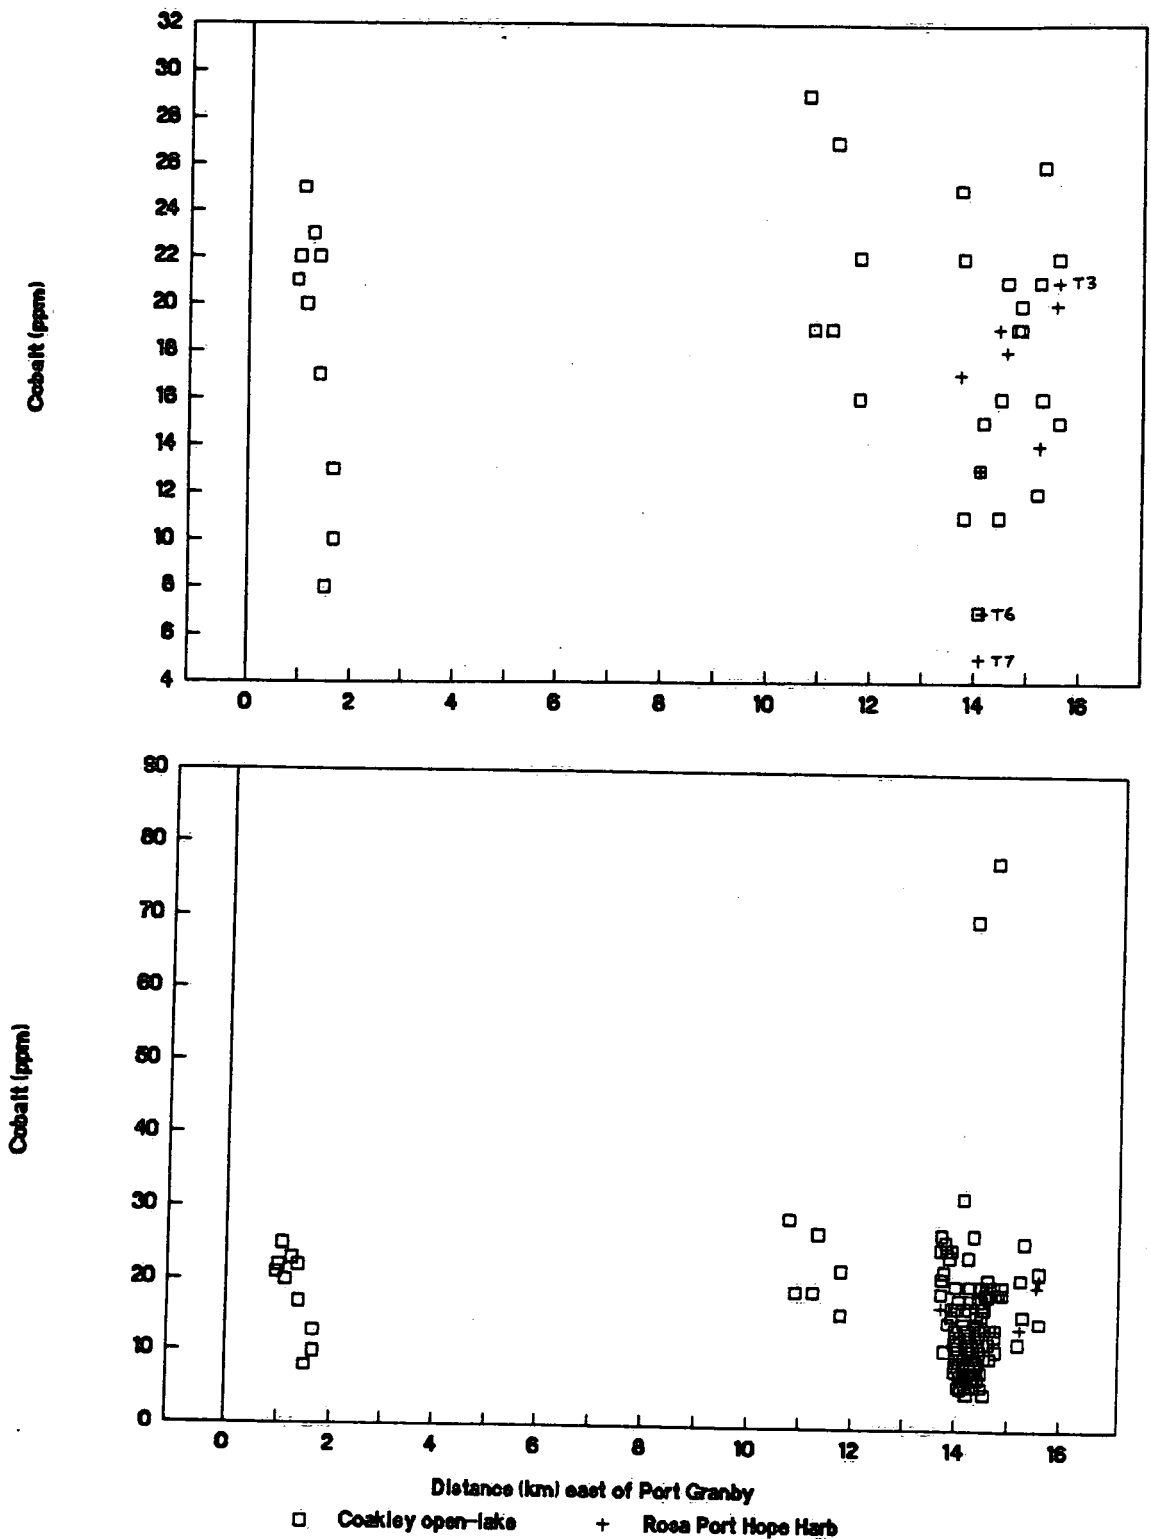 32
30
28
26
24
22
20
18
16
14
12
10
8
6
4
Cobalt (ppm)
T3
T6
T7
0 2 4 6 8 10 12 14 16
90
80
70
60
50
40
30
20
10
0
Cobalt (ppm)
0 2 4 6 8 10 12 14 16
Distance (km) east of Port Granby
Coakley open-lake Rosa Port Hope Harb